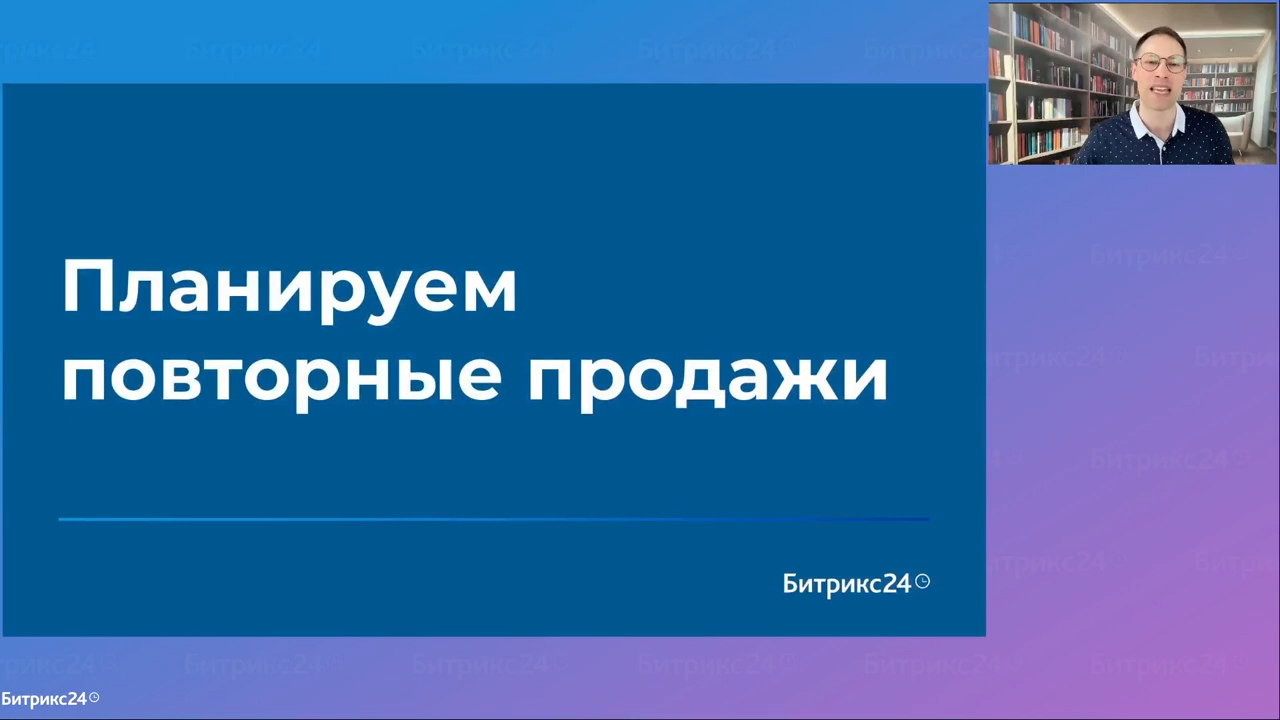 Планируем
повторные продажи
Битрикс24
Битрикс24